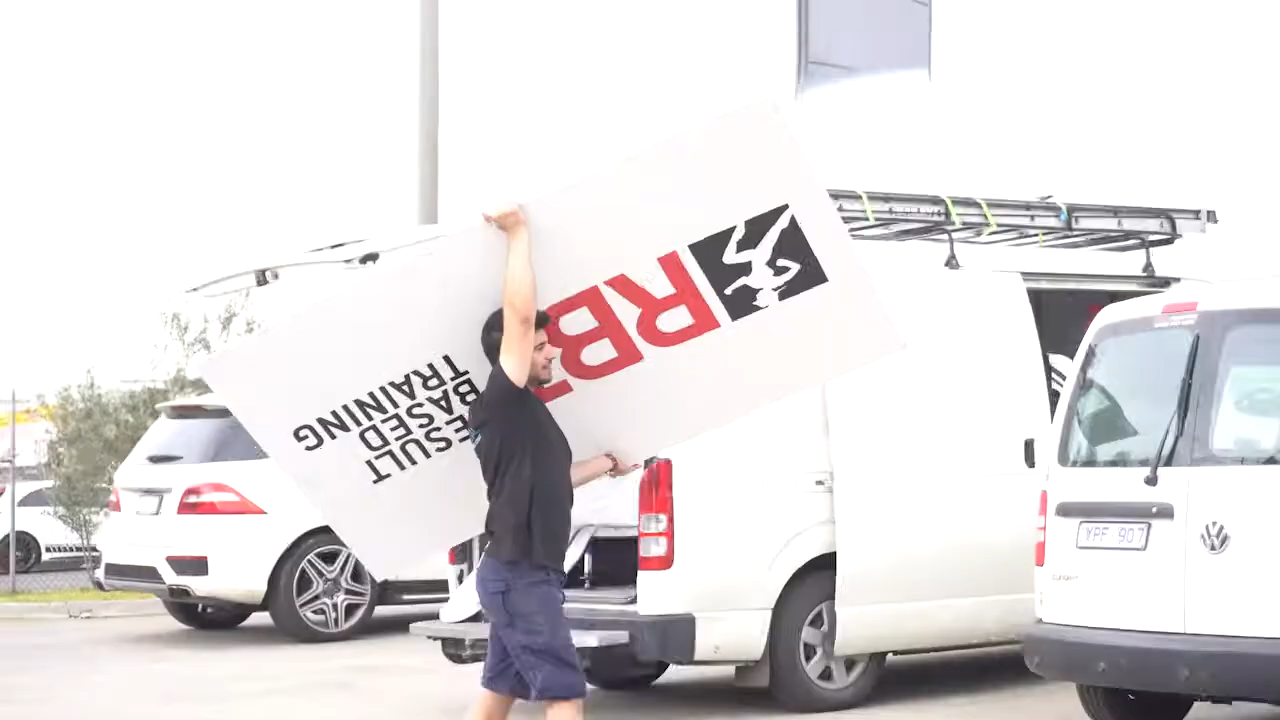 RBT
RESULT
BASED
TRAINING
YPF 907